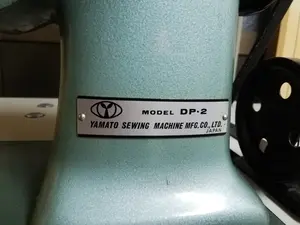 MODEL DP-2
YAMATO SEWING MACHINE MFG.CO.,LTD.
JAPAN